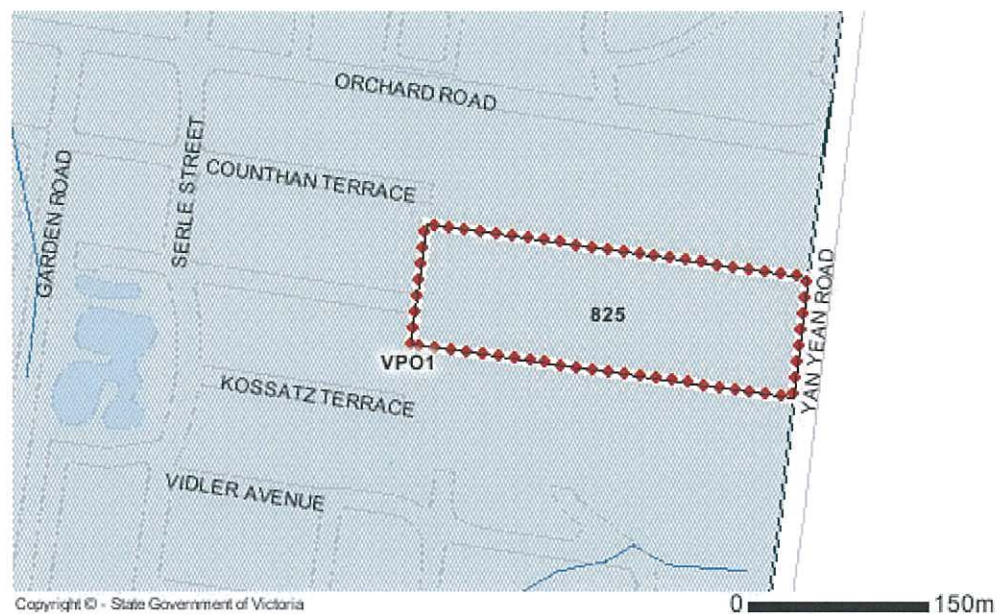 ORCHARD ROAD
COUNTHAN TERRACE
GARDEN ROAD
SERLE STREET
825
YAN YEAN ROAD
VPO1
KOSSATZ TERRACE
VIDLER AVENUE
Copyright © - State Government of Victoria
0 150m